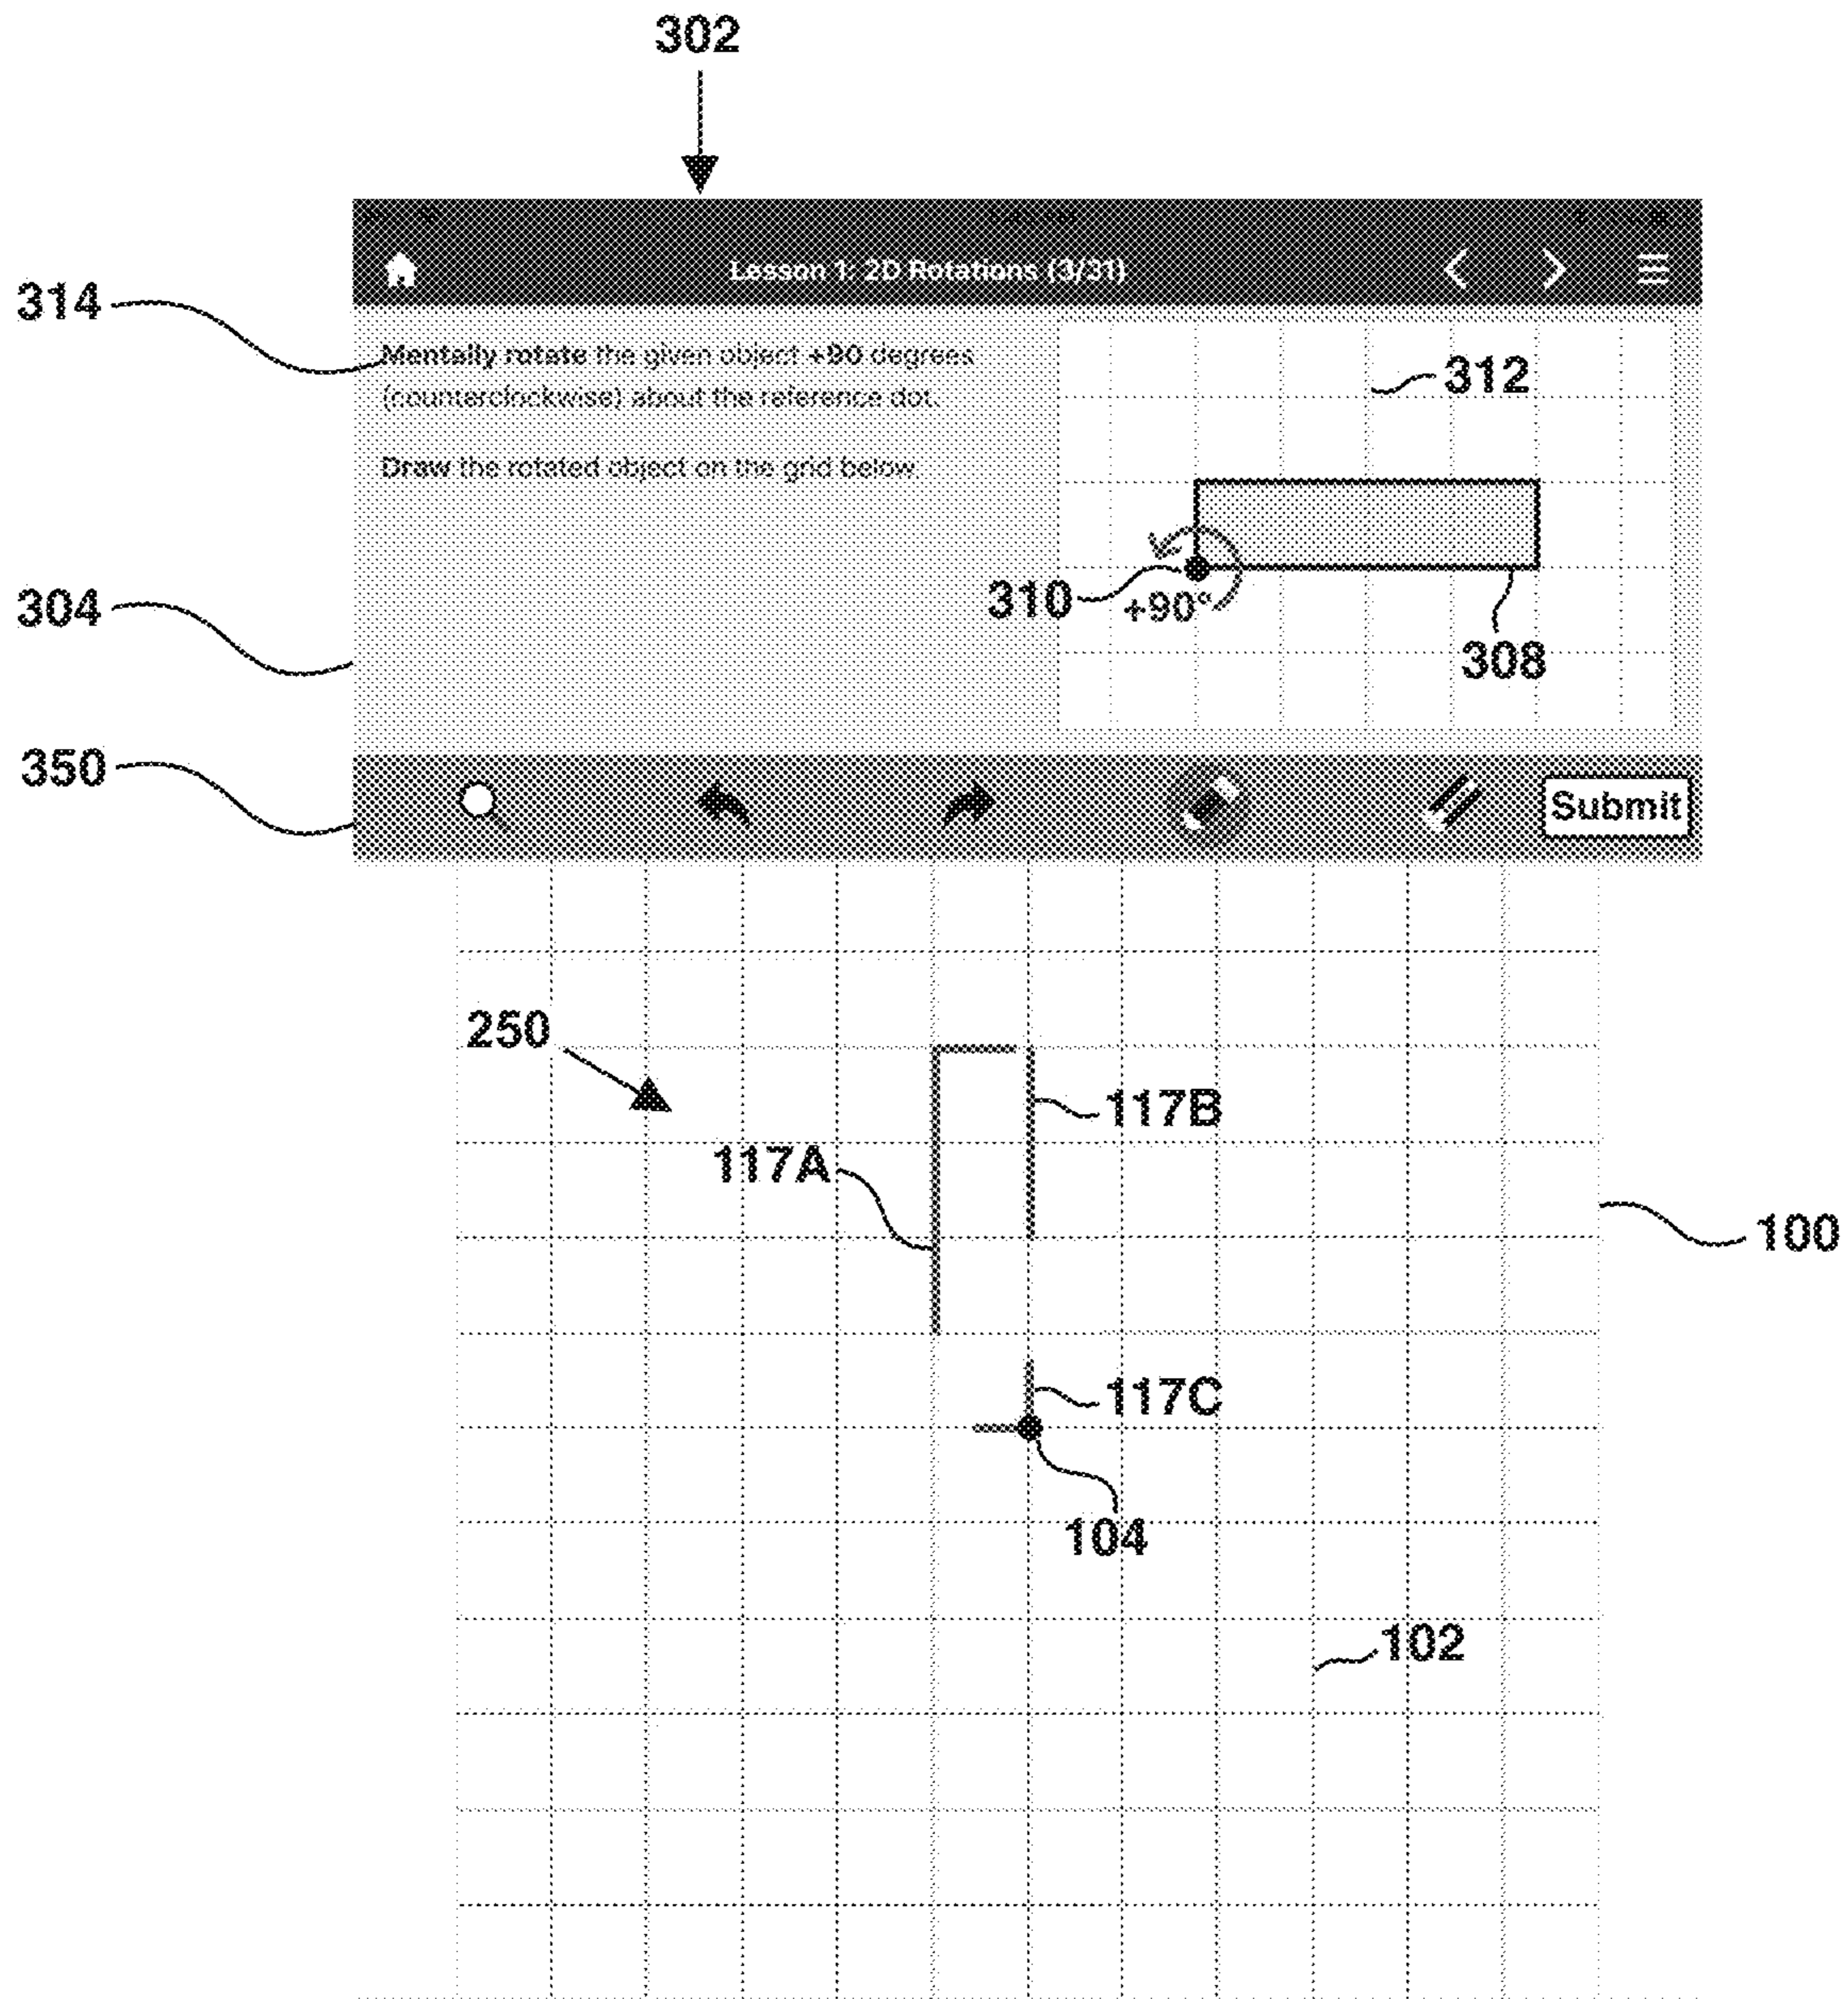 302
Lesson 1: 2D Rotations (3/31)
314
Mentally rotate the given object +90 degrees
(counterclockwise) about the reference dot.
Draw the rotated object on the grid below.
312
304
310
+90°
308
350
Submit
250
117B
117A
100
117C
104
102